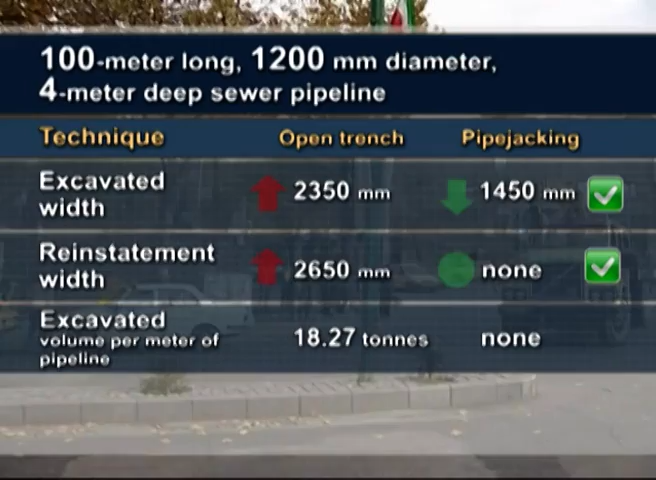 100-meter long, 1200 mm diameter,
4-meter deep sewer pipeline
Technique Open trench Pipejacking
Excavated
width 2350 mm 1450 mm
Reinstatement
width 2650 mm none
Excavated
volume per meter of
pipeline 18.27 tonnes none